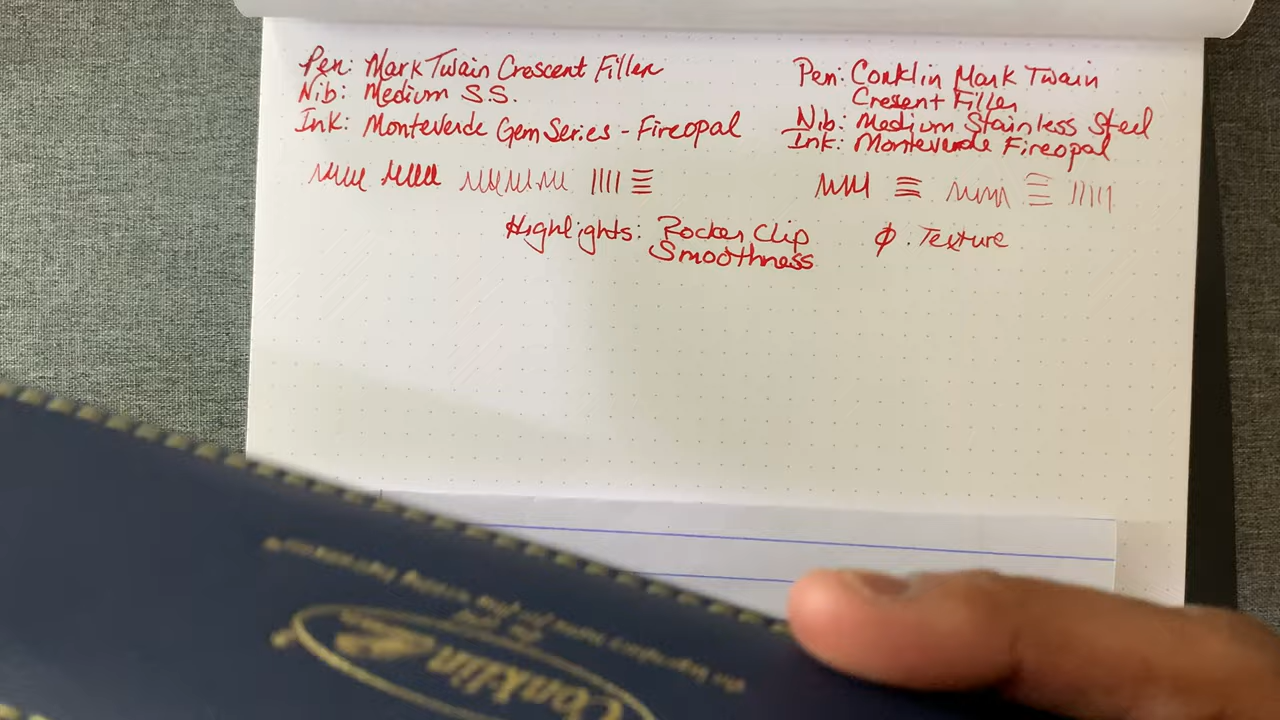 Pen: Mark Twain Crescent Filler
Nib: Medium S.S.
Ink: Monteverde Gem Series - Fireopal
Pen: Conklin Mark Twain
Cresent Filler
Nib: Medium Stainless Steel
Ink: Monteverde Fireopal
Highlights: Rocker Clip
Smoothness
φ. Texture
Conklin